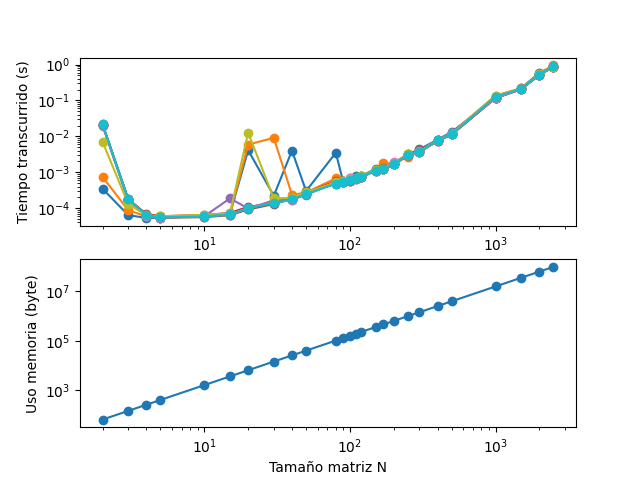 Tiempo transcurrido (s)
10⁰
10⁻¹
10⁻²
10⁻³
10⁻⁴
10¹ 10² 10³
Uso memoria (byte)
10⁷
10⁵
10³
10¹ 10² 10³
Tamaño matriz N